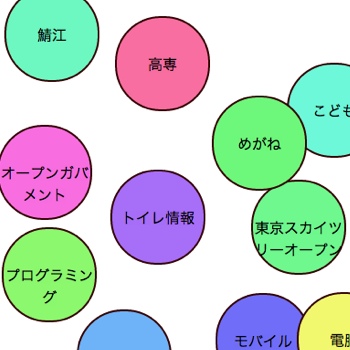 鯖江
高専
こども
めがね
オープンガバ
メント
トイレ情報
東京スカイツ
リーオープン
プログラミン
グ
モバイル
電脳